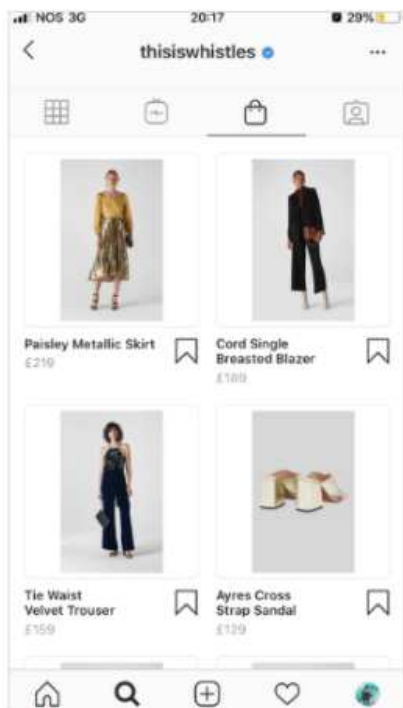 NOS 3G 20:17 29%
thisiswhistles
Paisley Metallic Skirt
£219
Cord Single
Breasted Blazer
£189
Tie Waist
Velvet Trouser
£159
Ayres Cross
Strap Sandal
£129